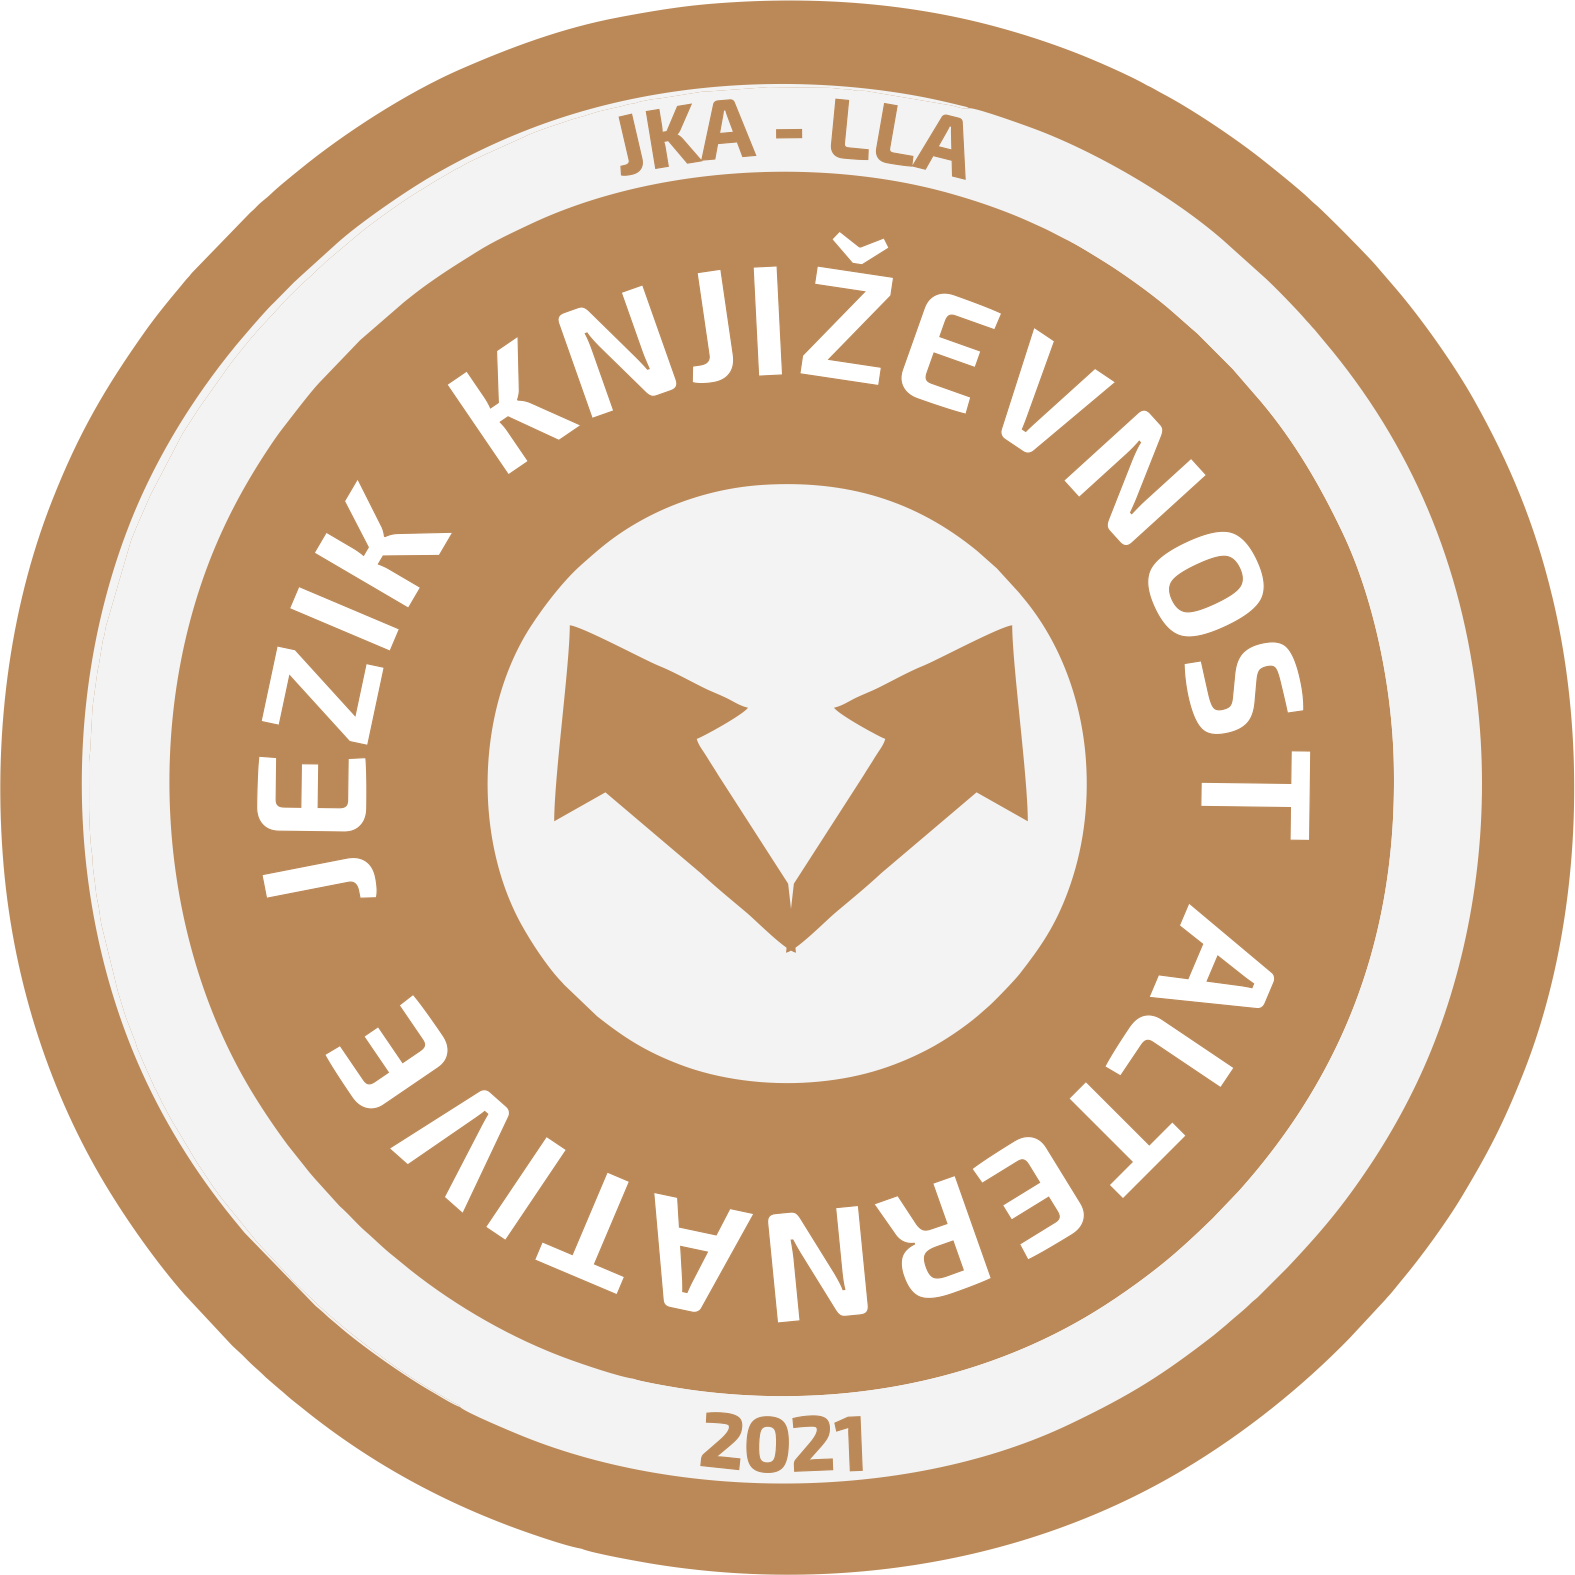 JKA - LLA
JEZIK KNJIŽEVNOST ALTERNATIVE
2021